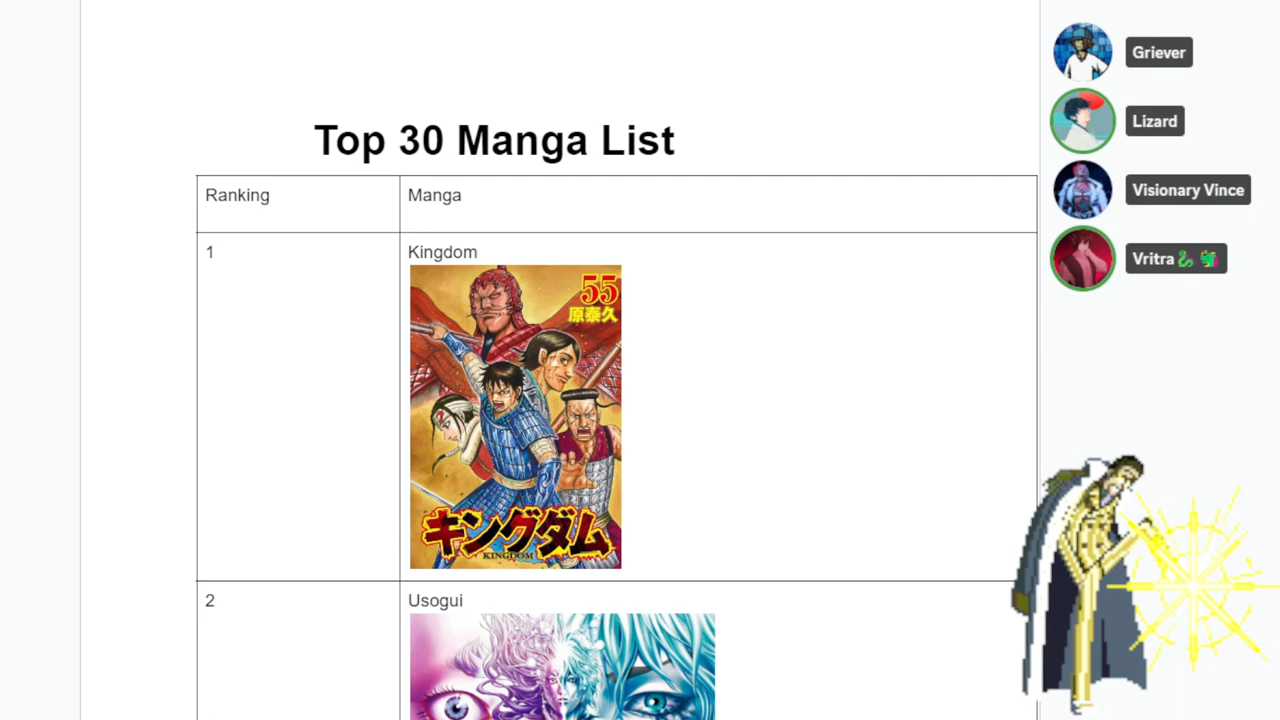 Top 30 Manga List
Ranking
Manga
1
Kingdom
55
原泰久
キングダム
KINGDOM
2
Usogui
Griever
Lizard
Visionary Vince
Vritra🐍 🐲